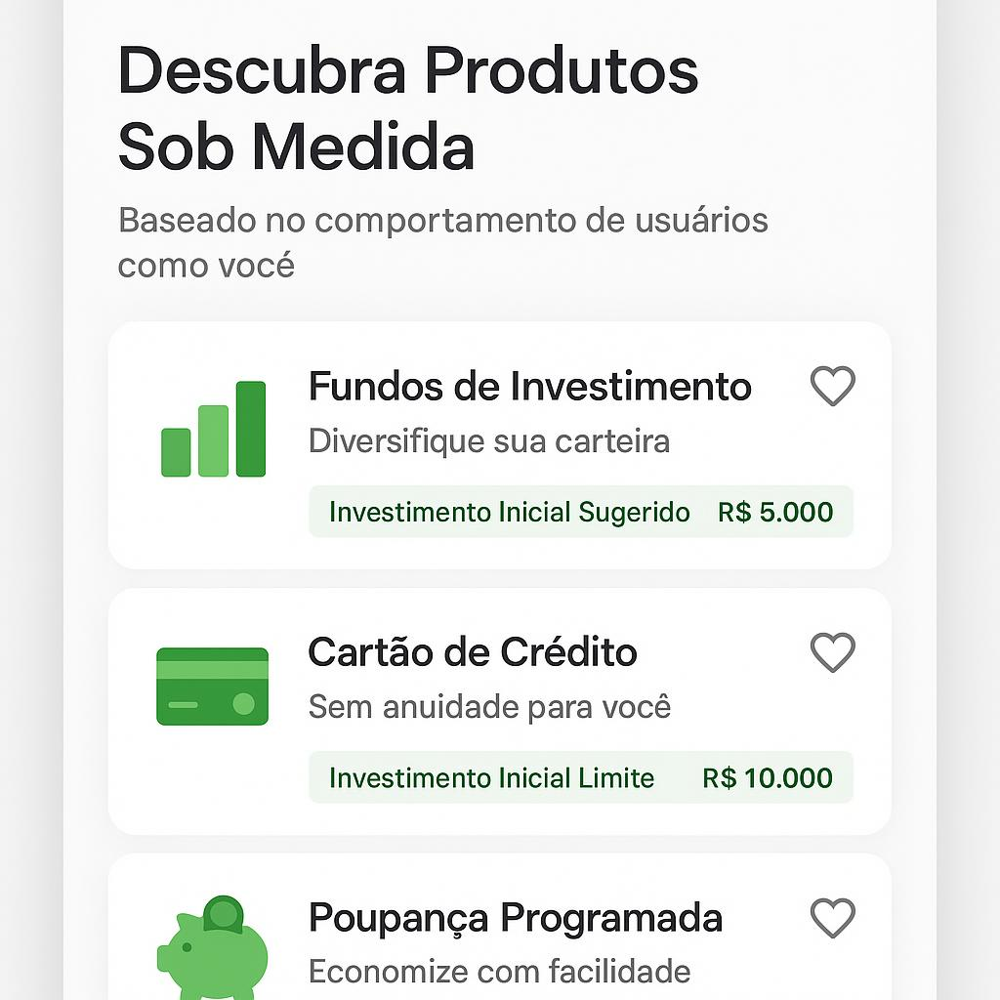 Descubra Produtos
Sob Medida
Baseado no comportamento de usuários
como vocé
Fundos de Investimento
Diversifique sua carteira
Investimento Inicial Sugerido R$ 5.000
Cartão de Crédito
Sem anuidade para você
Investimento Inicial Limite R$ 10.000
Poupança Programada
Economize com facilidade